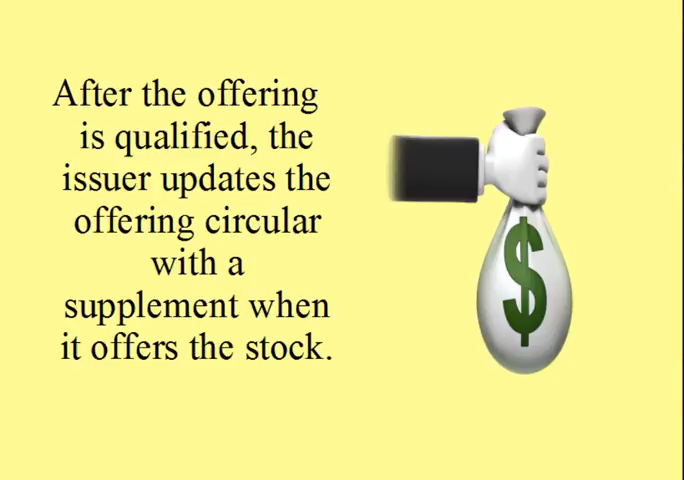 After the offering
is qualified, the
issuer updates the
offering circular
with a
supplement when
it offers the stock.
$